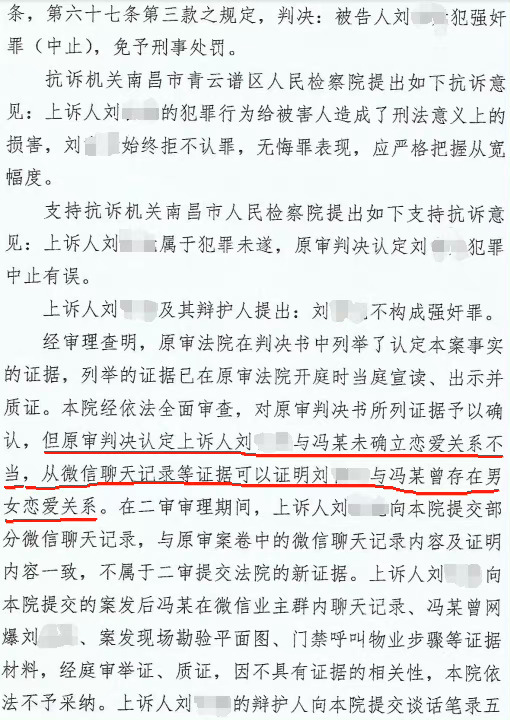 条，第六十七条第三款之规定，判决：被告人刘 犯强奸
罪（中止），免予刑事处罚。
抗诉机关南昌市青云谱区人民检察院提出如下抗诉意
见：上诉人刘 的犯罪行为给被害人造成了刑法意义上的
损害，刘 始终拒不认罪，无悔罪表现，应严格把握从宽
幅度。
支持抗诉机关南昌市人民检察院提出如下支持抗诉意
见：上诉人刘 属于犯罪未遂，原审判决认定刘 犯罪
中止有误。
上诉人刘 及其辩护人提出：刘 不构成强奸罪。
经审理查明，原审法院在判决书中列举了认定本案事实
的证据，列举的证据已在原审法院开庭时当庭宣读、出示并
质证。本院经依法全面审查，对原审判决书所列证据予以确
认，但原审判决认定上诉人刘 与冯某未确立恋爱关系不
当，从微信聊天记录等证据可以证明刘 与冯某曾存在男
女恋爱关系。在二审审理期间，上诉人刘 向本院提交部
分微信聊天记录，与原审案卷中的微信聊天记录内容及证明
内容一致，不属于二审提交法院的新证据。上诉人刘 向
本院提交的案发后冯某在微信业主群内聊天记录、冯某曾网
爆刘 、案发现场勘验平面图、门禁呼叫物业步骤等证据
材料，经庭审举证、质证，因不具有证据的相关性，本院依
法不予采纳。上诉人刘 的辩护人向本院提交谈话笔录五